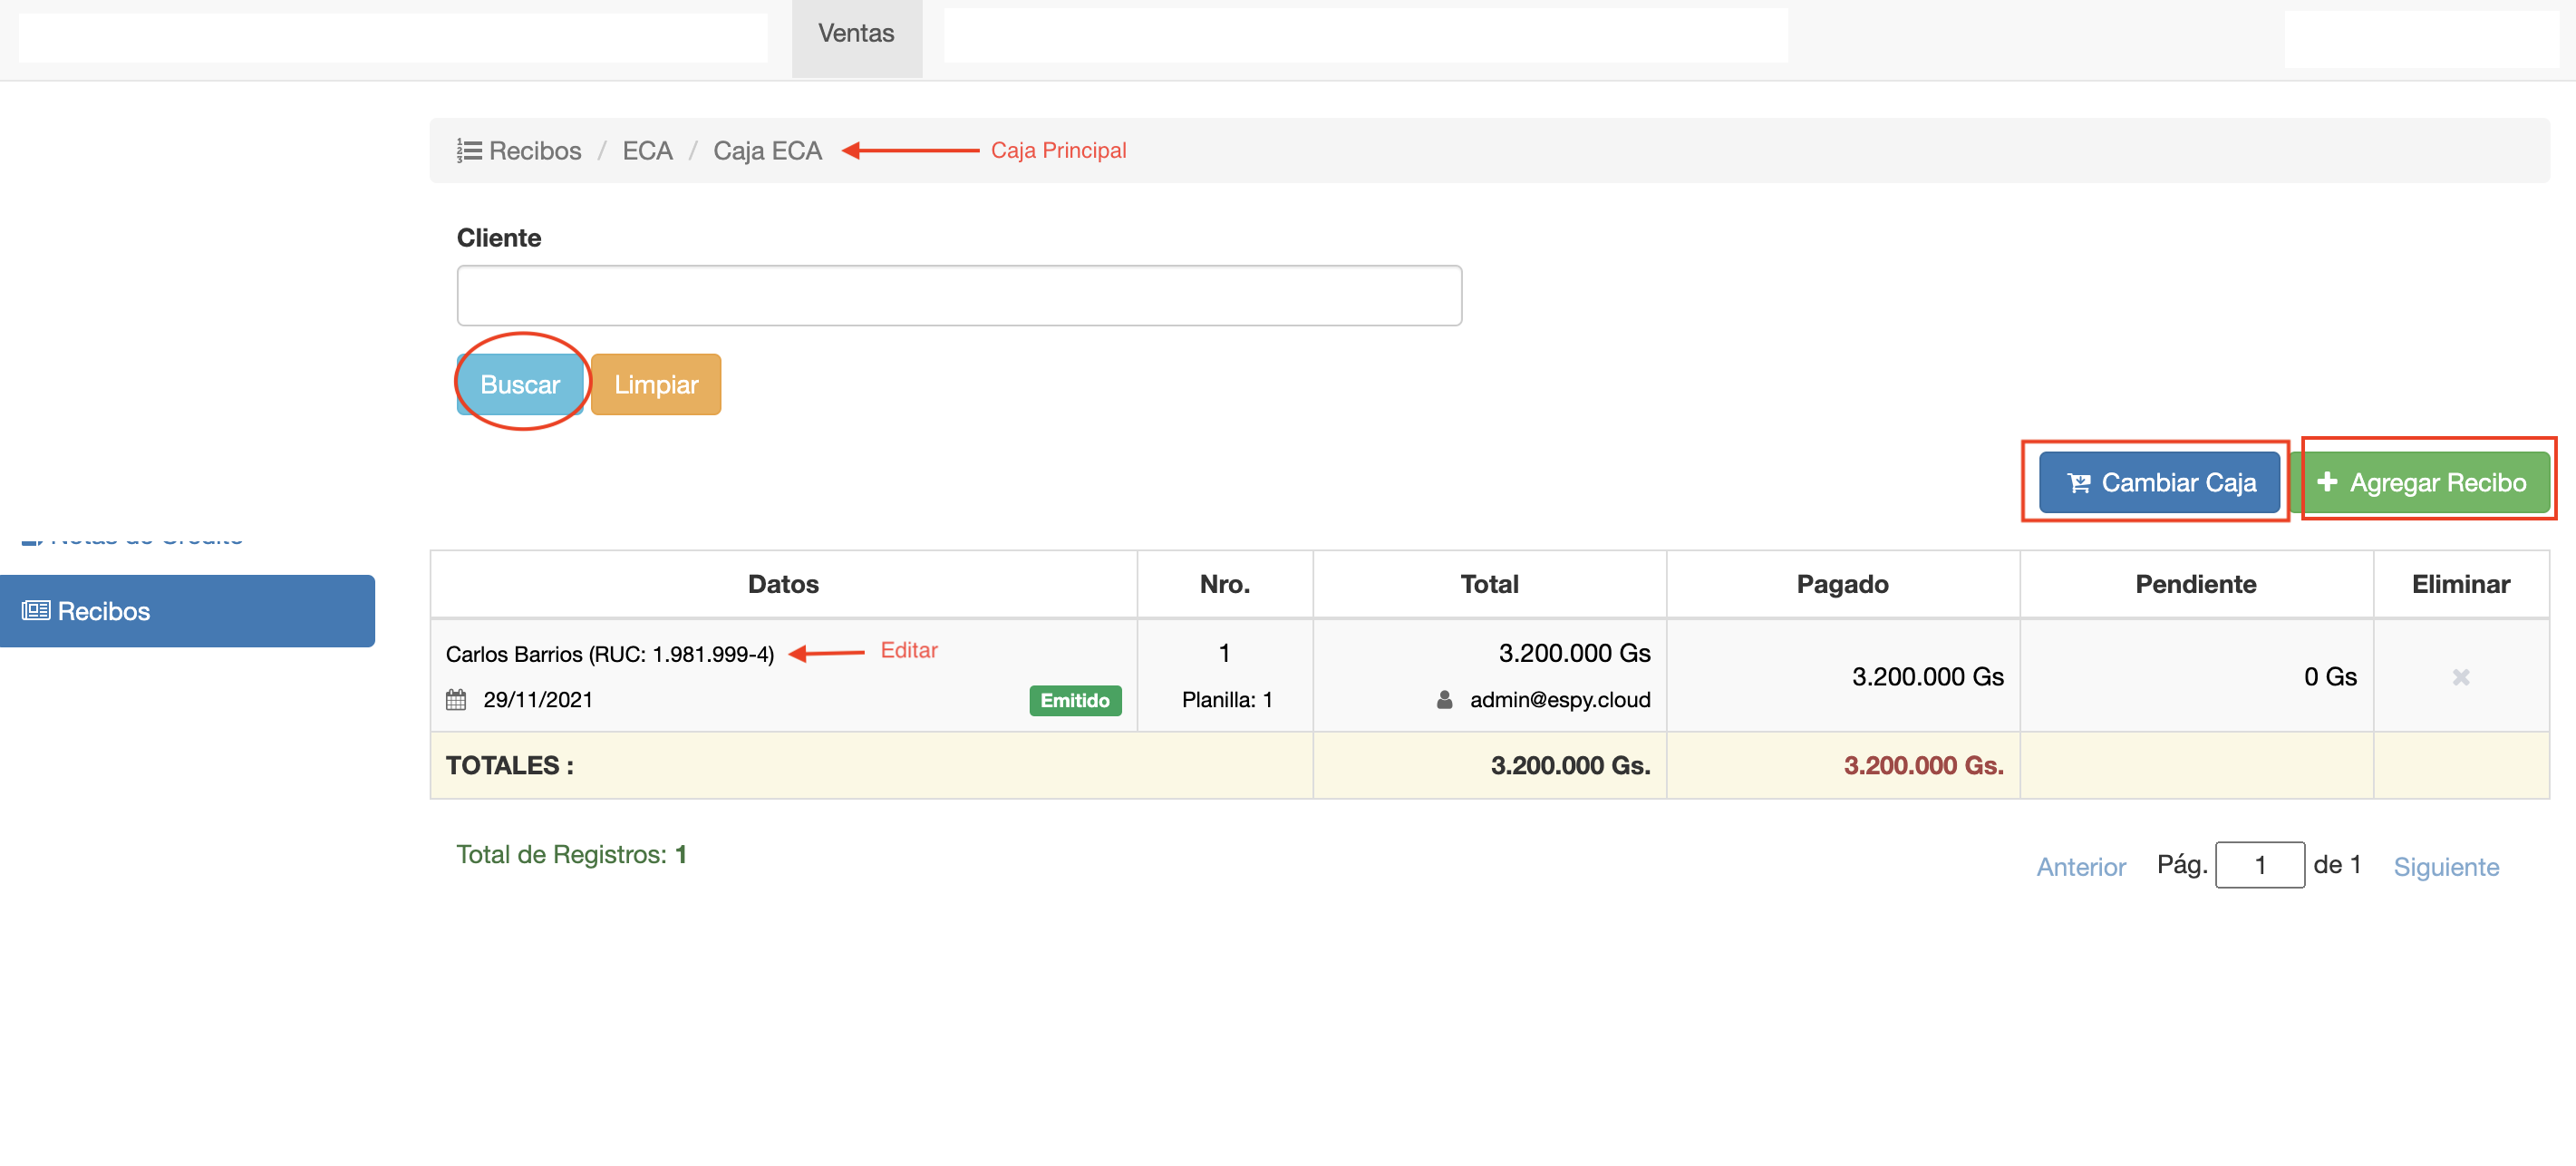 Ventas
Recibos / ECA / Caja ECA Caja Principal
Cliente
Buscar Limpiar
Cambiar Caja Agregar Recibo
Recibos
Datos Nro. Total Pagado Pendiente Eliminar
Carlos Barrios (RUC: 1.981.999-4) Editar 1 3.200.000 Gs 3.200.000 Gs 0 Gs
29/11/2021 Emitido Planilla: 1 admin@espy.cloud
TOTALES : 3.200.000 Gs. 3.200.000 Gs.
Total de Registros: 1
Anterior Pág. 1 de 1 Siguiente